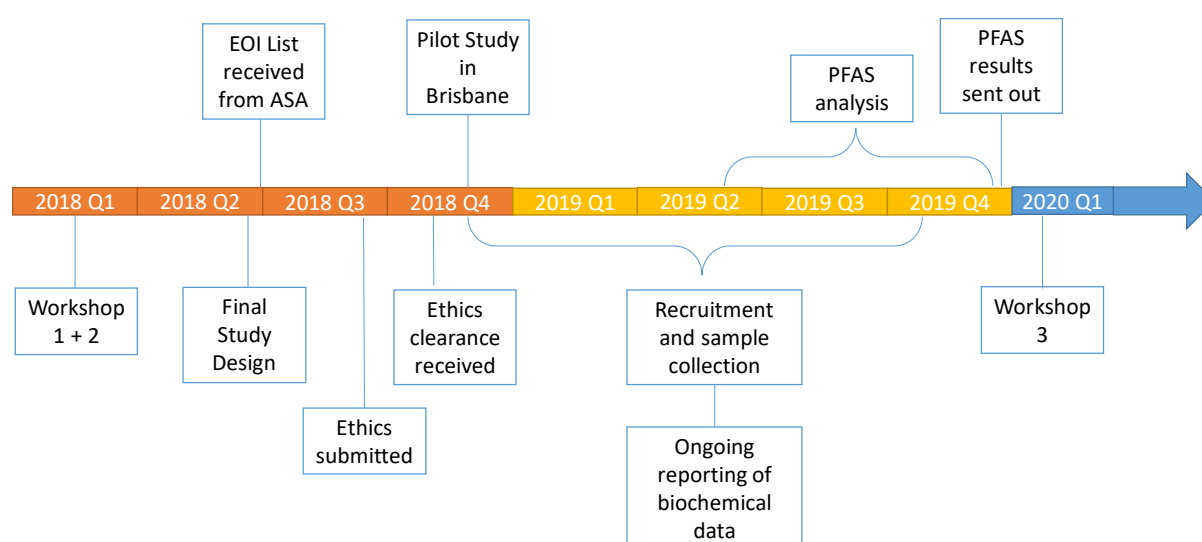 EOI List
received
from ASA
Pilot Study
in
Brisbane
PFAS
analysis
PFAS
results
sent out
2018 Q1
2018 Q2
2018 Q3
2018 Q4
2019 Q1
2019 Q2
2019 Q3
2019 Q4
2020 Q1
Workshop
1 + 2
Final
Study
Design
Ethics
submitted
Ethics
clearance
received
Recruitment
and sample
collection
Ongoing
reporting of
biochemical
data
Workshop
3